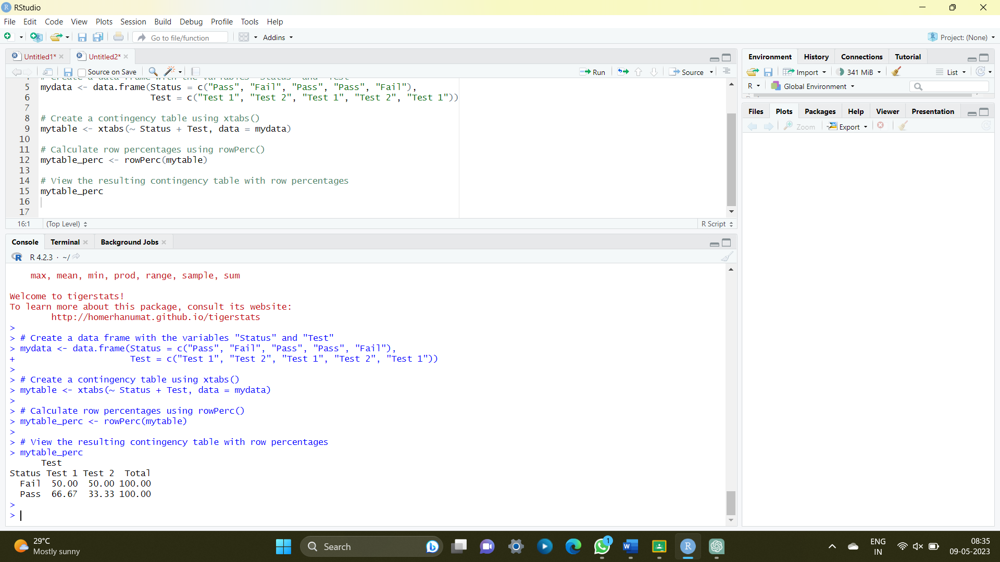 RStudio
File Edit Code View Plots Session Build Debug Profile Tools Help
Go to file/function Addins Project: (None)
Untitled1* Untitled2*
Source on Save Run Source
5 mydata <- data.frame(Status = c("Pass", "Fail", "Pass", "Pass", "Fail"),
6 Test = c("Test 1", "Test 2", "Test 1", "Test 2", "Test 1"))
7
8 # Create a contingency table using xtabs()
9 mytable <- xtabs(~ Status + Test, data = mydata)
10
11 # Calculate row percentages using rowPerc()
12 mytable_perc <- rowPerc(mytable)
13
14 # View the resulting contingency table with row percentages
15 mytable_perc
16
17
16:1 (Top Level) R Script
Console Terminal Background Jobs
R 4.2.3 · ~/
max, mean, min, prod, range, sample, sum
Welcome to tigerstats!
To learn more about this package, consult its website:
http://homerhanumat.github.io/tigerstats
>
> # Create a data frame with the variables "Status" and "Test"
> mydata <- data.frame(Status = c("Pass", "Fail", "Pass", "Pass", "Fail"),
+ Test = c("Test 1", "Test 2", "Test 1", "Test 2", "Test 1"))
>
> # Create a contingency table using xtabs()
> mytable <- xtabs(~ Status + Test, data = mydata)
>
> # Calculate row percentages using rowPerc()
> mytable_perc <- rowPerc(mytable)
>
> # View the resulting contingency table with row percentages
> mytable_perc
Test
Status Test 1 Test 2 Total
Fail 50.00 50.00 100.00
Pass 66.67 33.33 100.00
>
>
Environment History Connections Tutorial
Import 341 MiB List
R Global Environment
Files Plots Packages Help Viewer Presentation
Zoom Export
29°C
Mostly sunny
Search
1
ENG
IN
08:35
09-05-2023